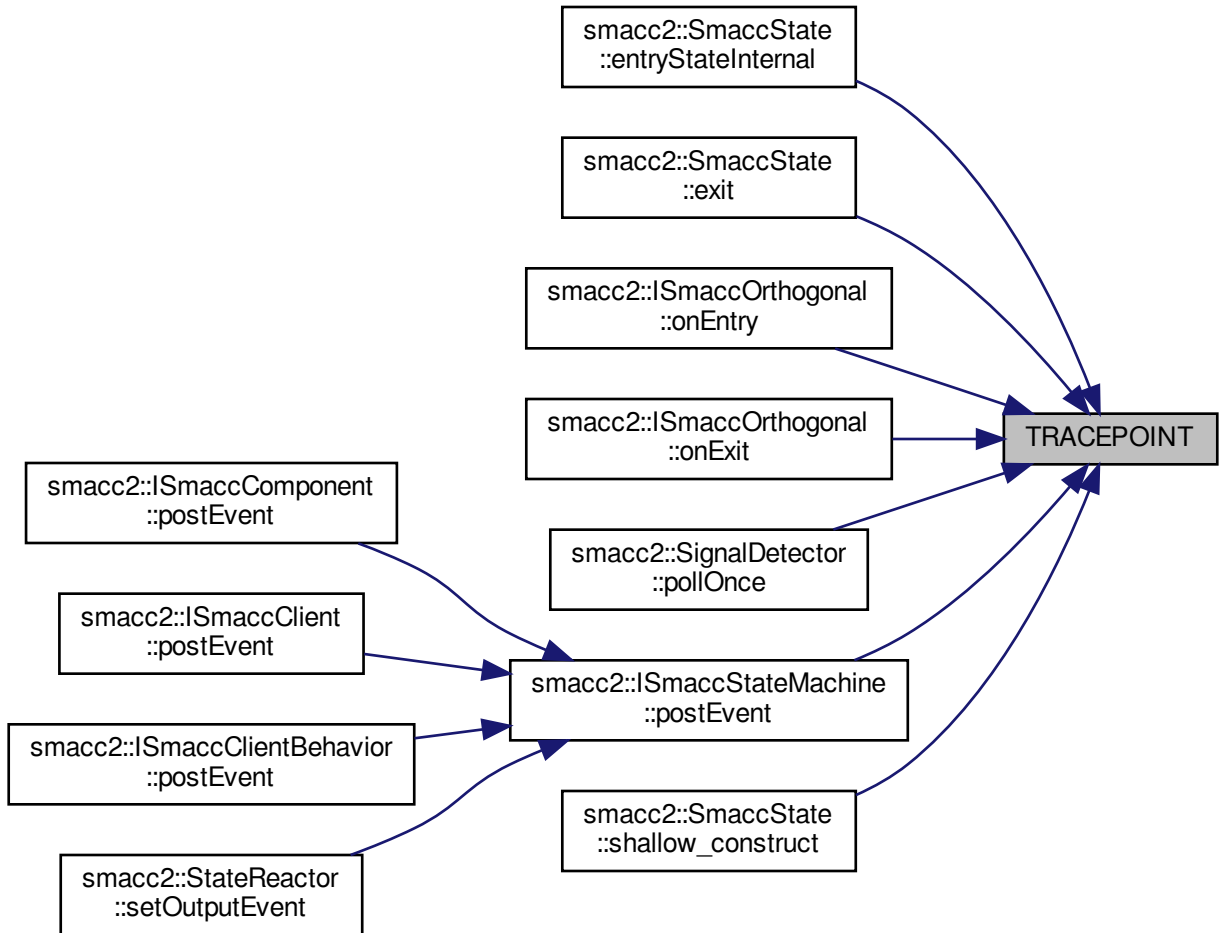 smacc2::SmaccState
::entryStateInternal
smacc2::SmaccState
::exit
smacc2::ISmaccOrthogonal
::onEntry
smacc2::ISmaccOrthogonal
::onExit
TRACEPOINT
smacc2::ISmaccComponent
::postEvent
smacc2::SignalDetector
::pollOnce
smacc2::ISmaccClient
::postEvent
smacc2::ISmaccStateMachine
::postEvent
smacc2::ISmaccClientBehavior
::postEvent
smacc2::SmaccState
::shallow_construct
smacc2::StateReactor
::setOutputEvent